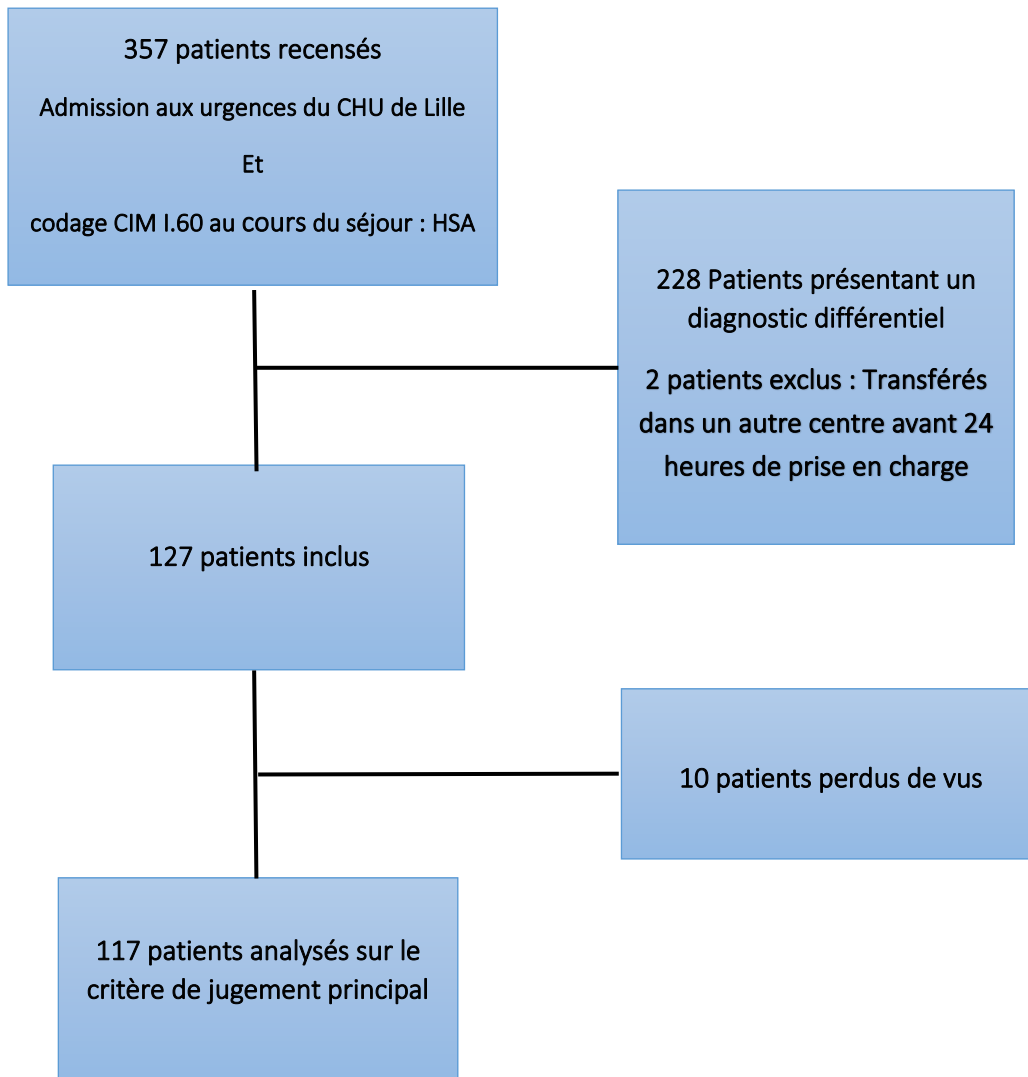 357 patients recensés
Admission aux urgences du CHU de Lille
Et
codage CIM I.60 au cours du séjour : HSA
228 Patients présentant un
diagnostic différentiel
2 patients exclus : Transférés
dans un autre centre avant 24
heures de prise en charge
127 patients inclus
10 patients perdus de vus
117 patients analysés sur le
critère de jugement principal